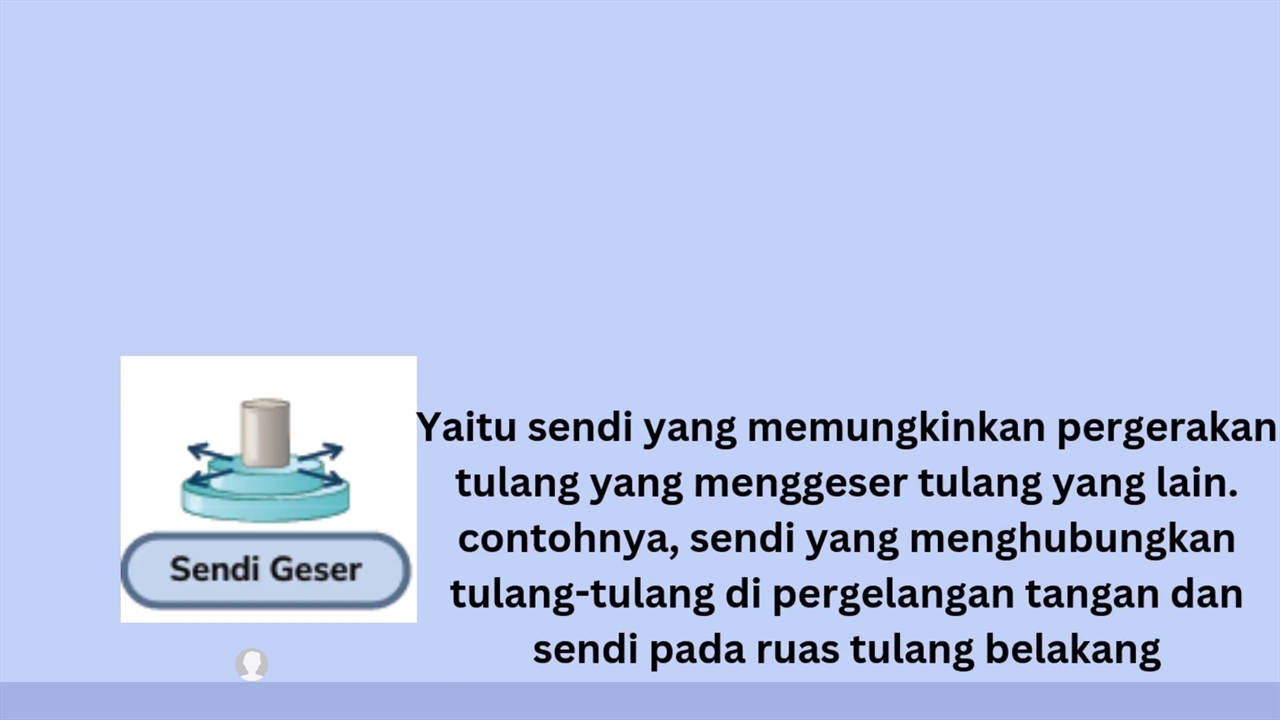 Sendi Geser
Yaitu sendi yang memungkinkan pergerakan
tulang yang menggeser tulang yang lain.
contohnya, sendi yang menghubungkan
tulang-tulang di pergelangan tangan dan
sendi pada ruas tulang belakang